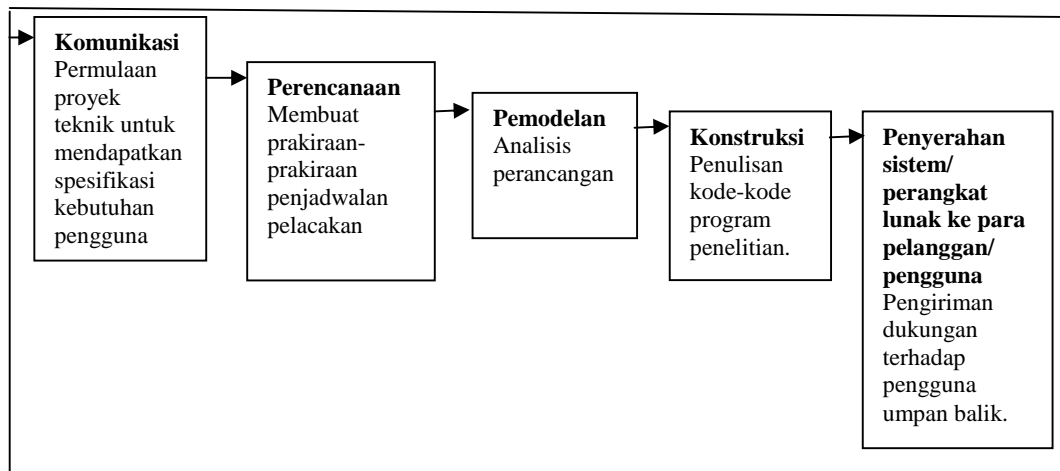 Komunikasi
Permulaan
proyek
teknik untuk
mendapatkan
spesifikasi
kebutuhan
pengguna
Perencanaan
Membuat
prakiraan-
prakiraan
penjadwalan
pelacakan
Pemodelan
Analisis
perancangan
Konstruksi
Penulisan
kode-kode
program
penelitian.
Penyerahan
sistem/
perangkat
lunak ke para
pelanggan/
pengguna
Pengiriman
dukungan
terhadap
pengguna
umpan balik.